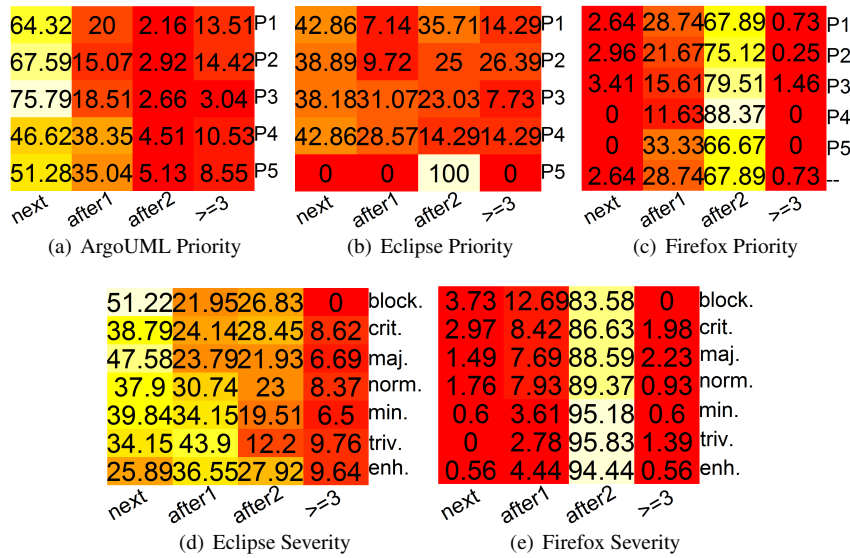 64.32 20 2.16 13.51 P1
67.59 15.07 2.92 14.42 P2
75.79 18.51 2.66 3.04 P3
46.62 38.35 4.51 10.53 P4
51.28 35.04 5.13 8.55 P5
next after1 after2 >=3
(a) ArgoUML Priority
42.86 7.14 35.71 14.29 P1
38.89 9.72 25 26.39 P2
38.18 31.07 23.03 7.73 P3
42.86 28.57 14.29 14.29 P4
0 0 100 0 P5
next after1 after2 >=3
(b) Eclipse Priority
2.64 28.74 67.89 0.73 P1
2.96 21.67 75.12 0.25 P2
3.41 15.61 79.51 1.46 P3
0 11.63 88.37 0 P4
0 33.33 66.67 0 P5
2.64 28.74 67.89 0.73 --
next after1 after2 >=3
(c) Firefox Priority
51.22 21.95 26.83 0 block.
38.79 24.14 28.45 8.62 crit.
47.58 23.79 21.93 6.69 maj.
37.9 30.74 23 8.37 norm.
39.84 34.15 19.51 6.5 min.
34.15 43.9 12.2 9.76 triv.
25.89 36.55 27.92 9.64 enh.
next after1 after2 >=3
(d) Eclipse Severity
3.73 12.69 83.58 0 block.
2.97 8.42 86.63 1.98 crit.
1.49 7.69 88.59 2.23 maj.
1.76 7.93 89.37 0.93 norm.
0.6 3.61 95.18 0.6 min.
0 2.78 95.83 1.39 triv.
0.56 4.44 94.44 0.56 enh.
next after1 after2 >=3
(e) Firefox Severity